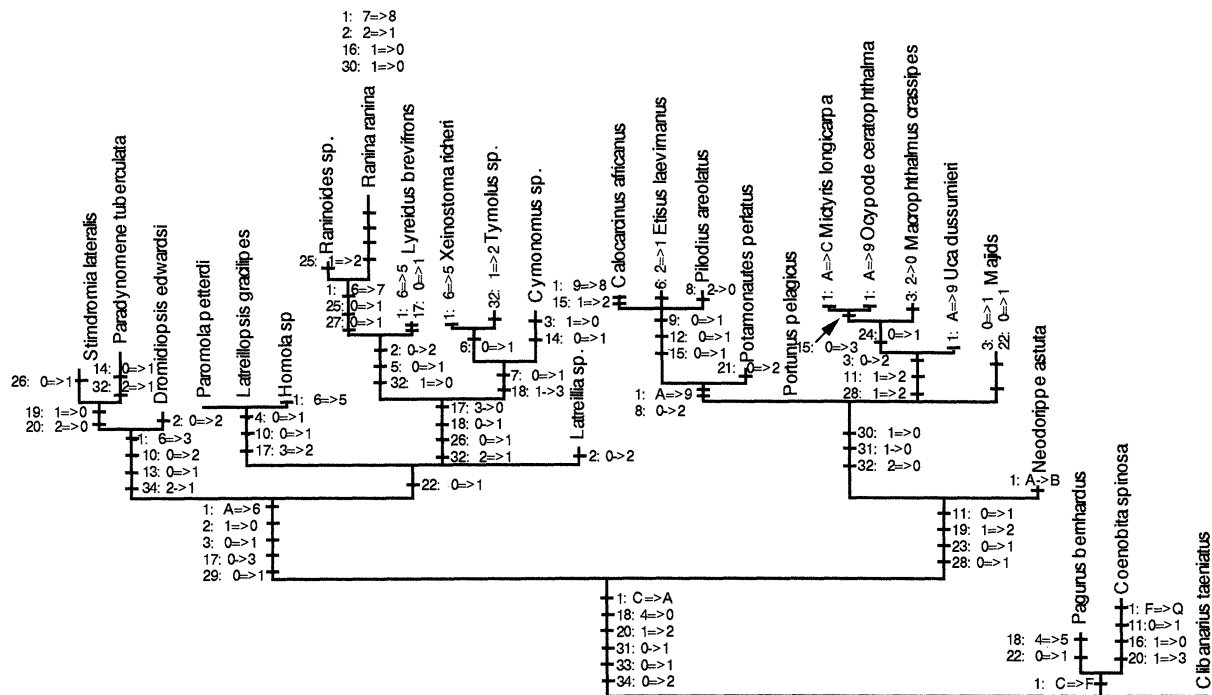 1: 7=>8
2: 2=>1
16: 1=>0
30: 1=>0
Stimdromia lateralis
Paradynomene tuberculata
Dromidiopsis edwardsi
Paromola petterdi
Latreillopsis gracilipes
Homola sp
Raninoides sp.
Ranina ranina
Lyreidus brevifrons
Xeinostoma richeri
Tymolus sp.
Cymonomus sp.
Latreillia sp.
Calocarcinus africanus
Etisus laevimanus
Pilodius areolatus
Potamonautes perlatus
Portunus pelagicus
Mictyris longicarpa
Ocypode ceratophthalma
Macrophthalmus crassipes
Uca dussumieri
Majids
Neodorippe astuta
Pagurus bernhardus
Coenobita spinosa
Clibanarius taeniatus
26: 0=>1
14: 0=>1
32: 2=>1
19: 1=>0
20: 2=>0
2: 0=>2
1: 6=>3
10: 0=>2
13: 0=>1
34: 2->1
1: 6=>5
4: 0=>1
10: 0=>1
17: 3=>2
25: 1=>2
1: 6=>7
25: 0=>1
27: 0=>1
1: 6=>5
17: 0=>1
2: 0->2
5: 0=>1
32: 1=>0
1: 6=>5
32: 1=>2
6: 0=>1
3: 1=>0
14: 0=>1
7: 0=>1
18: 1->3
17: 3->0
18: 0->1
26: 0=>1
32: 2=>1
2: 0->2
22: 0=>1
1: A=>6
2: 1=>0
3: 0=>1
17: 0->3
29: 0=>1
1: 9=>8
15: 1=>2
6: 2=>1
8: 2->0
9: 0=>1
12: 0=>1
15: 0=>1
21: 0=>2
1: A=>9
8: 0->2
1: A=>C
1: A=>9
3: 2->0
15: 0=>3
24: 0=>1
1: A=>9
3: 0->2
11: 1=>2
28: 1=>2
3: 0=>1
22: 0=>1
30: 1=>0
31: 1->0
32: 2=>0
1: A->B
11: 0=>1
19: 1=>2
23: 0=>1
28: 0=>1
1: C=>A
18: 4=>0
20: 1=>2
31: 0->1
33: 0=>1
34: 0=>2
18: 4=>5
22: 0=>1
1: F=>Q
11: 0=>1
16: 1=>0
20: 1=>3
1: C=>F